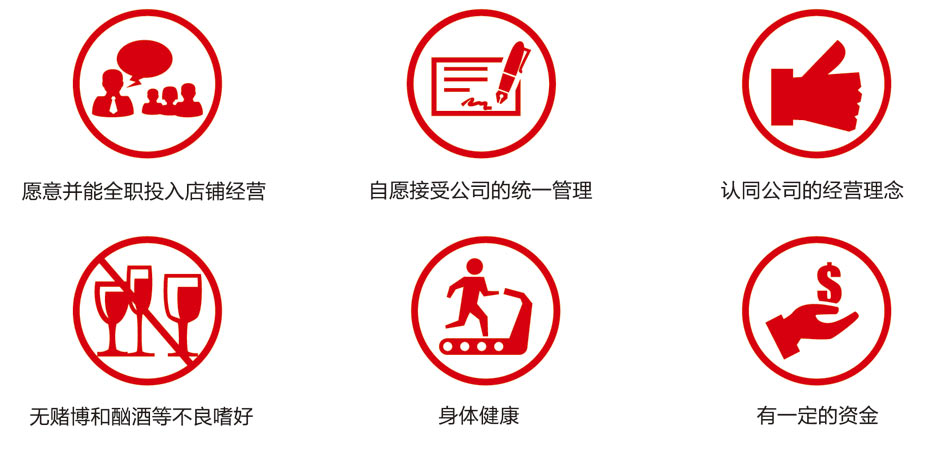 愿意并能全职投入店铺经营
自愿接受公司的统一管理
认同公司的经营理念
无赌博和酗酒等不良嗜好
身体健康
有一定的资金